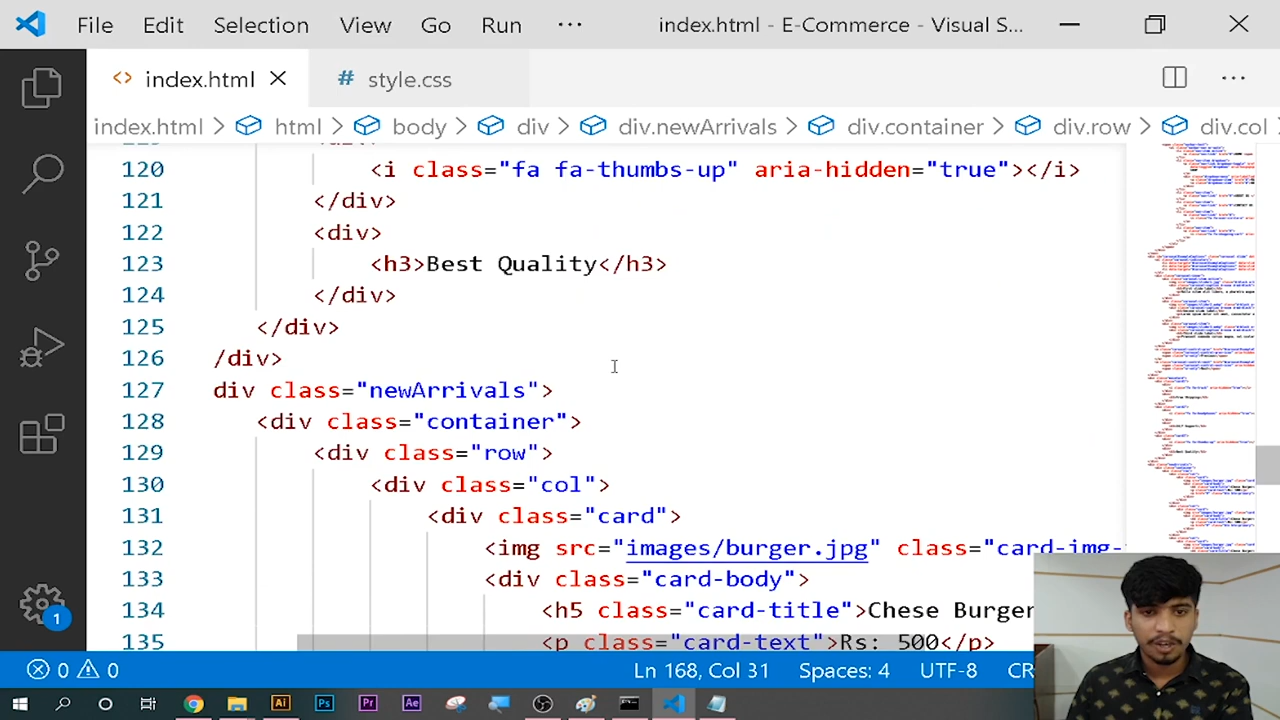 File Edit Selection View Go Run ··· index.html - E-Commerce - Visual S...
<> index.html × # style.css ···
index.html > html > body > div > div.newArrivals > div.container > div.row > div.col
120 <i class="fa fa-thumbs-up" aria-hidden="true"></i>
121 </div>
122 <div>
123 <h3>Best Quality</h3>
124 </div>
125 </div>
126 /div>
127 div class="newArrivals">
128 <div class="container">
129 <div class="row">
130 <div class="col">
131 <div class="card">
132 <img src="images/burger.jpg" class="card-img-
133 <div class="card-body">
134 <h5 class="card-title">Chese Burger
135 <p class="card-text">Rs: 500</p>
1
0 0 Ln 168, Col 31 Spaces: 4 UTF-8 CR
Ai Ps Pr Ae